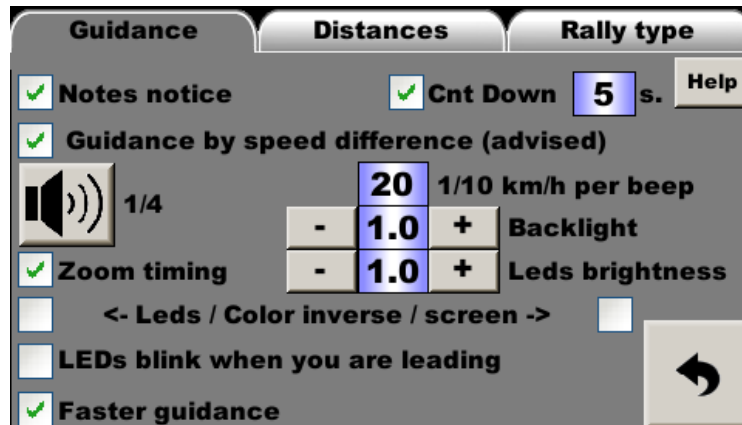 Guidance Distances Rally type
Notes notice Cnt Down 5 s. Help
Guidance by speed difference (advised)
1/4 20 1/10 km/h per beep
- 1.0 + Backlight
Zoom timing - 1.0 + Leds brightness
<- Leds / Color inverse / screen ->
LEDs blink when you are leading
Faster guidance